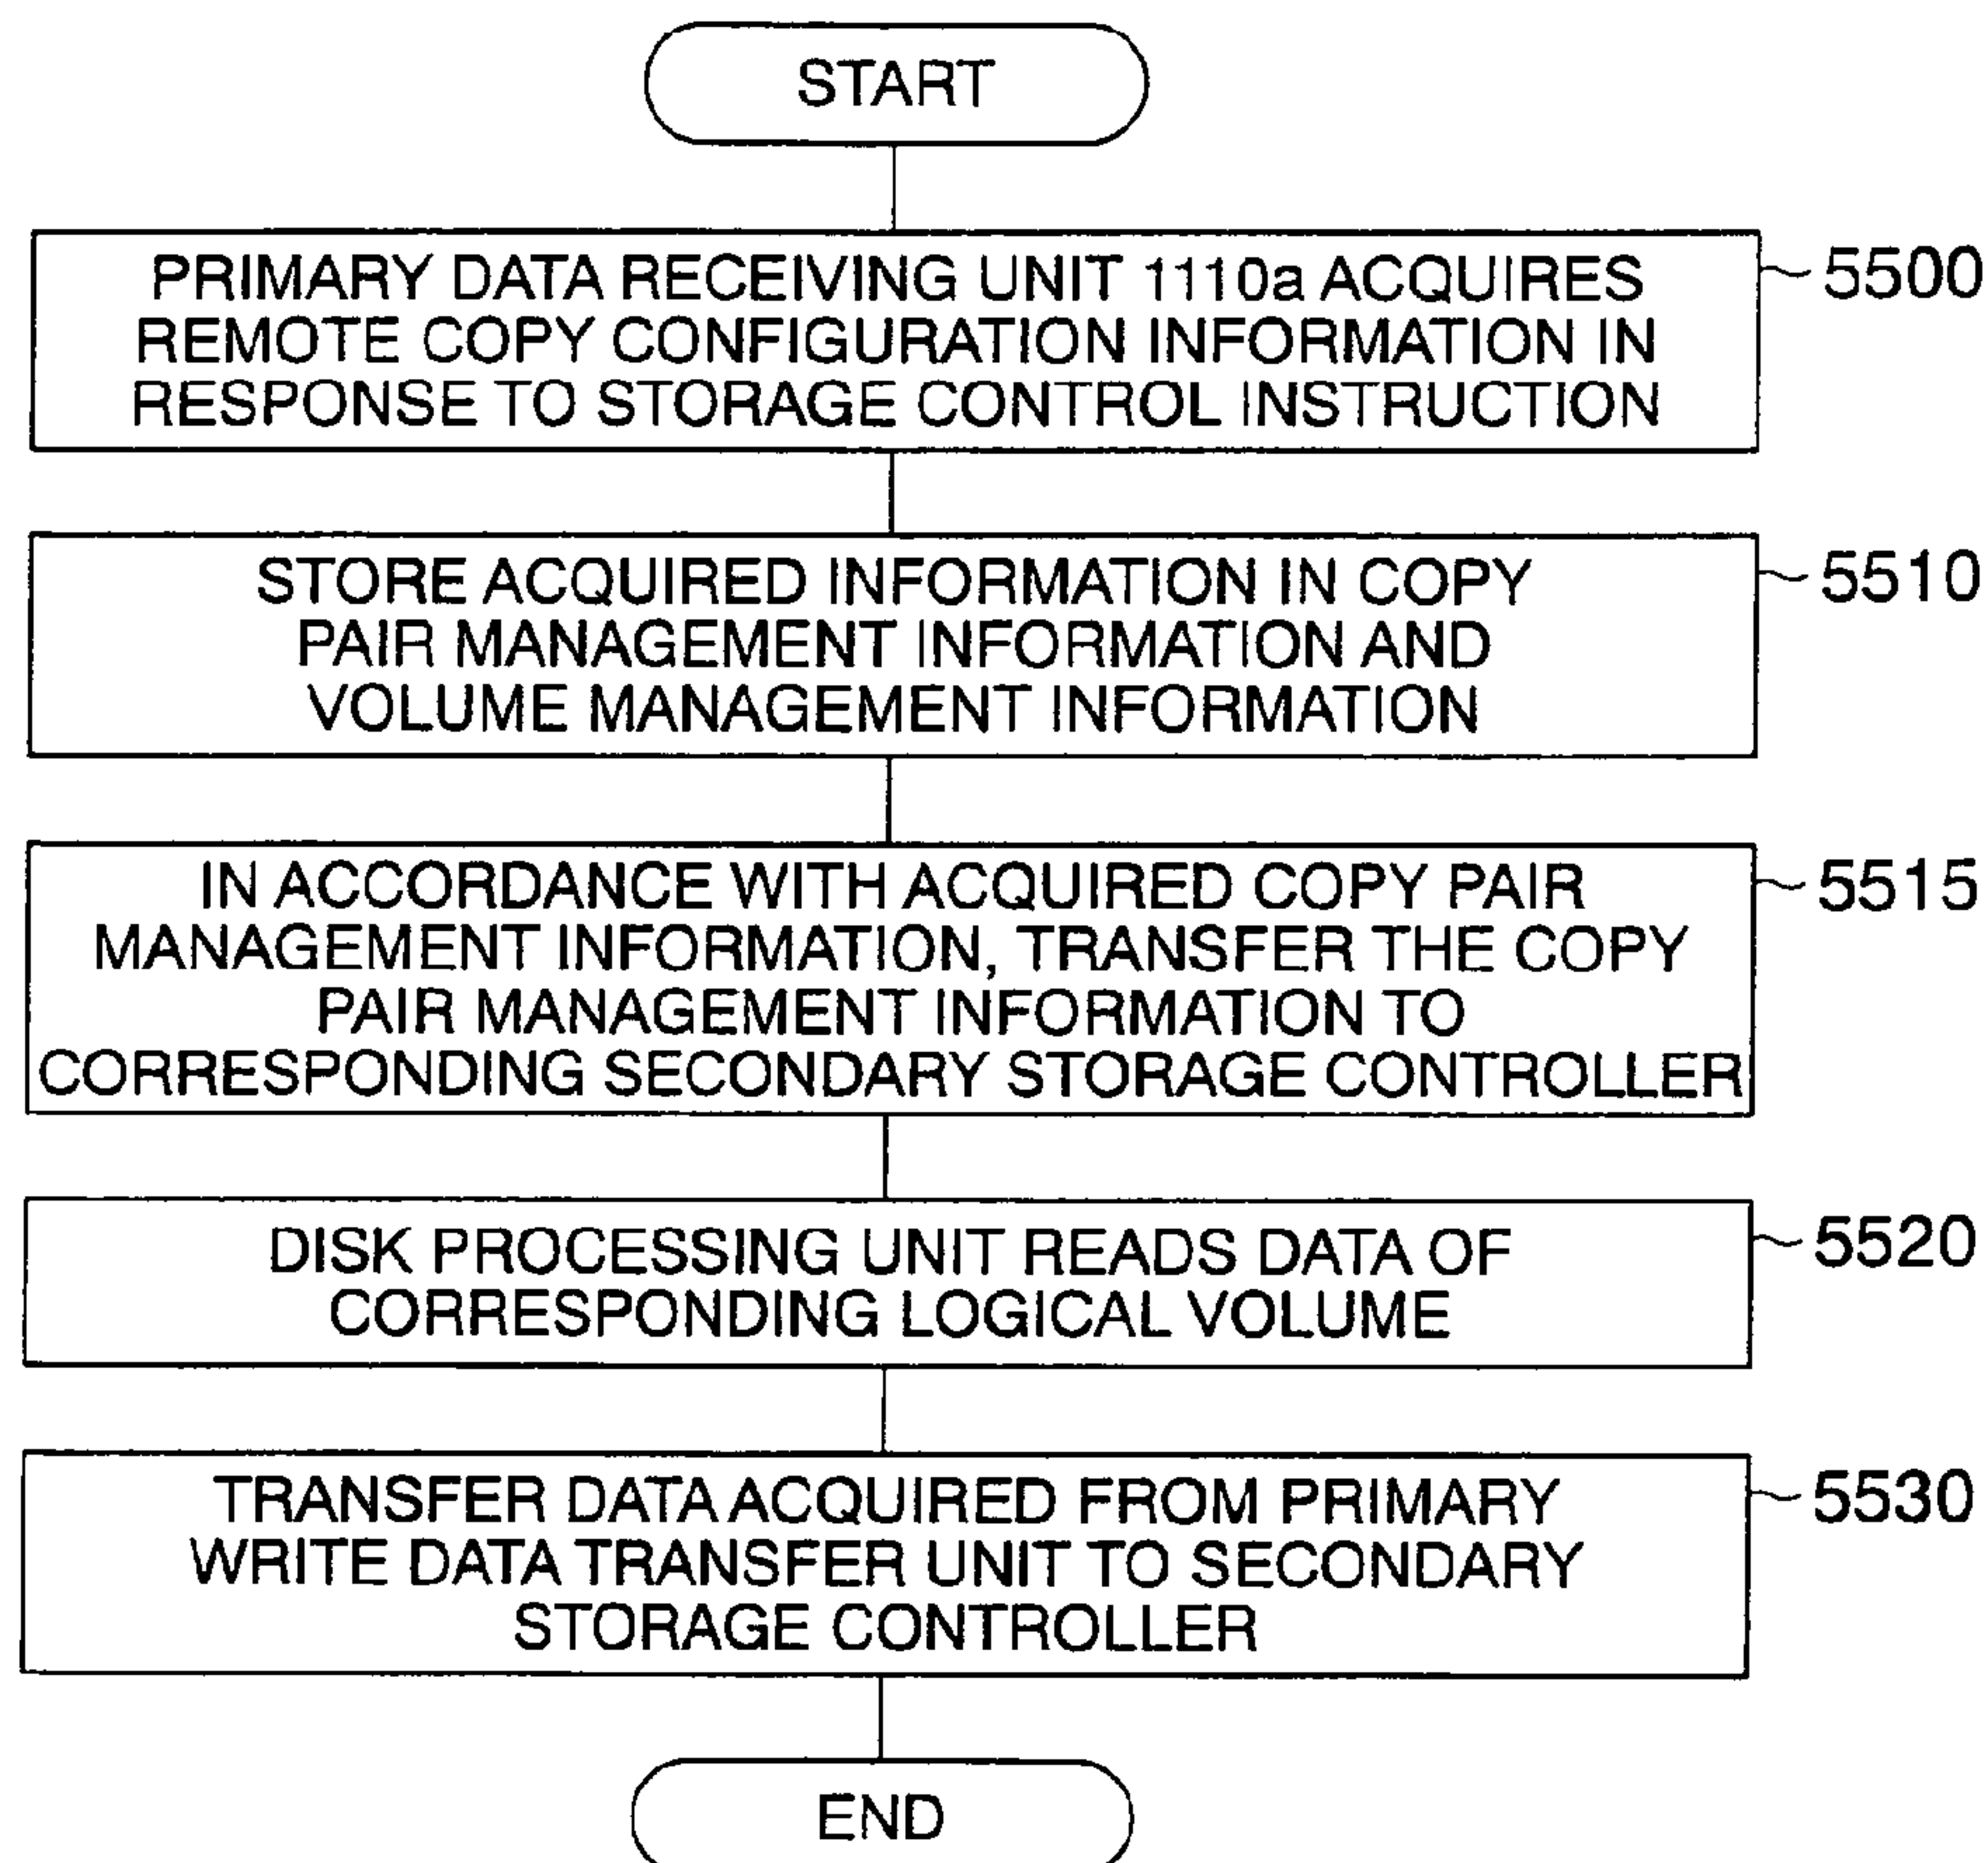 START
PRIMARY DATA RECEIVING UNIT 1110a ACQUIRES
REMOTE COPY CONFIGURATION INFORMATION IN
RESPONSE TO STORAGE CONTROL INSTRUCTION
5500
STORE ACQUIRED INFORMATION IN COPY
PAIR MANAGEMENT INFORMATION AND
VOLUME MANAGEMENT INFORMATION
5510
IN ACCORDANCE WITH ACQUIRED COPY PAIR
MANAGEMENT INFORMATION, TRANSFER THE COPY
PAIR MANAGEMENT INFORMATION TO
CORRESPONDING SECONDARY STORAGE CONTROLLER
5515
DISK PROCESSING UNIT READS DATA OF
CORRESPONDING LOGICAL VOLUME
5520
TRANSFER DATA ACQUIRED FROM PRIMARY
WRITE DATA TRANSFER UNIT TO SECONDARY
STORAGE CONTROLLER
5530
END